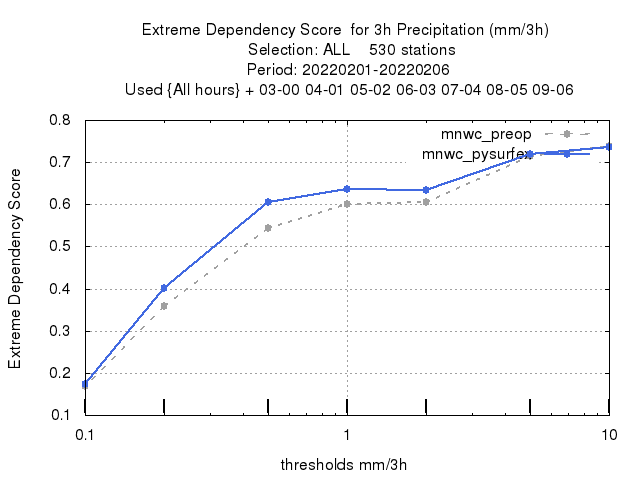 Extreme Dependency Score  for 3h Precipitation (mm/3h)
Selection: ALL    530 stations
Period: 20220201-20220206
Used {All hours} + 03-00 04-01 05-02 06-03 07-04 08-05 09-06
mnwc_preop
mnwc_pysurfex
Extreme Dependency Score
0.8
0.7
0.6
0.5
0.4
0.3
0.2
0.1
0.1
1
10
thresholds mm/3h